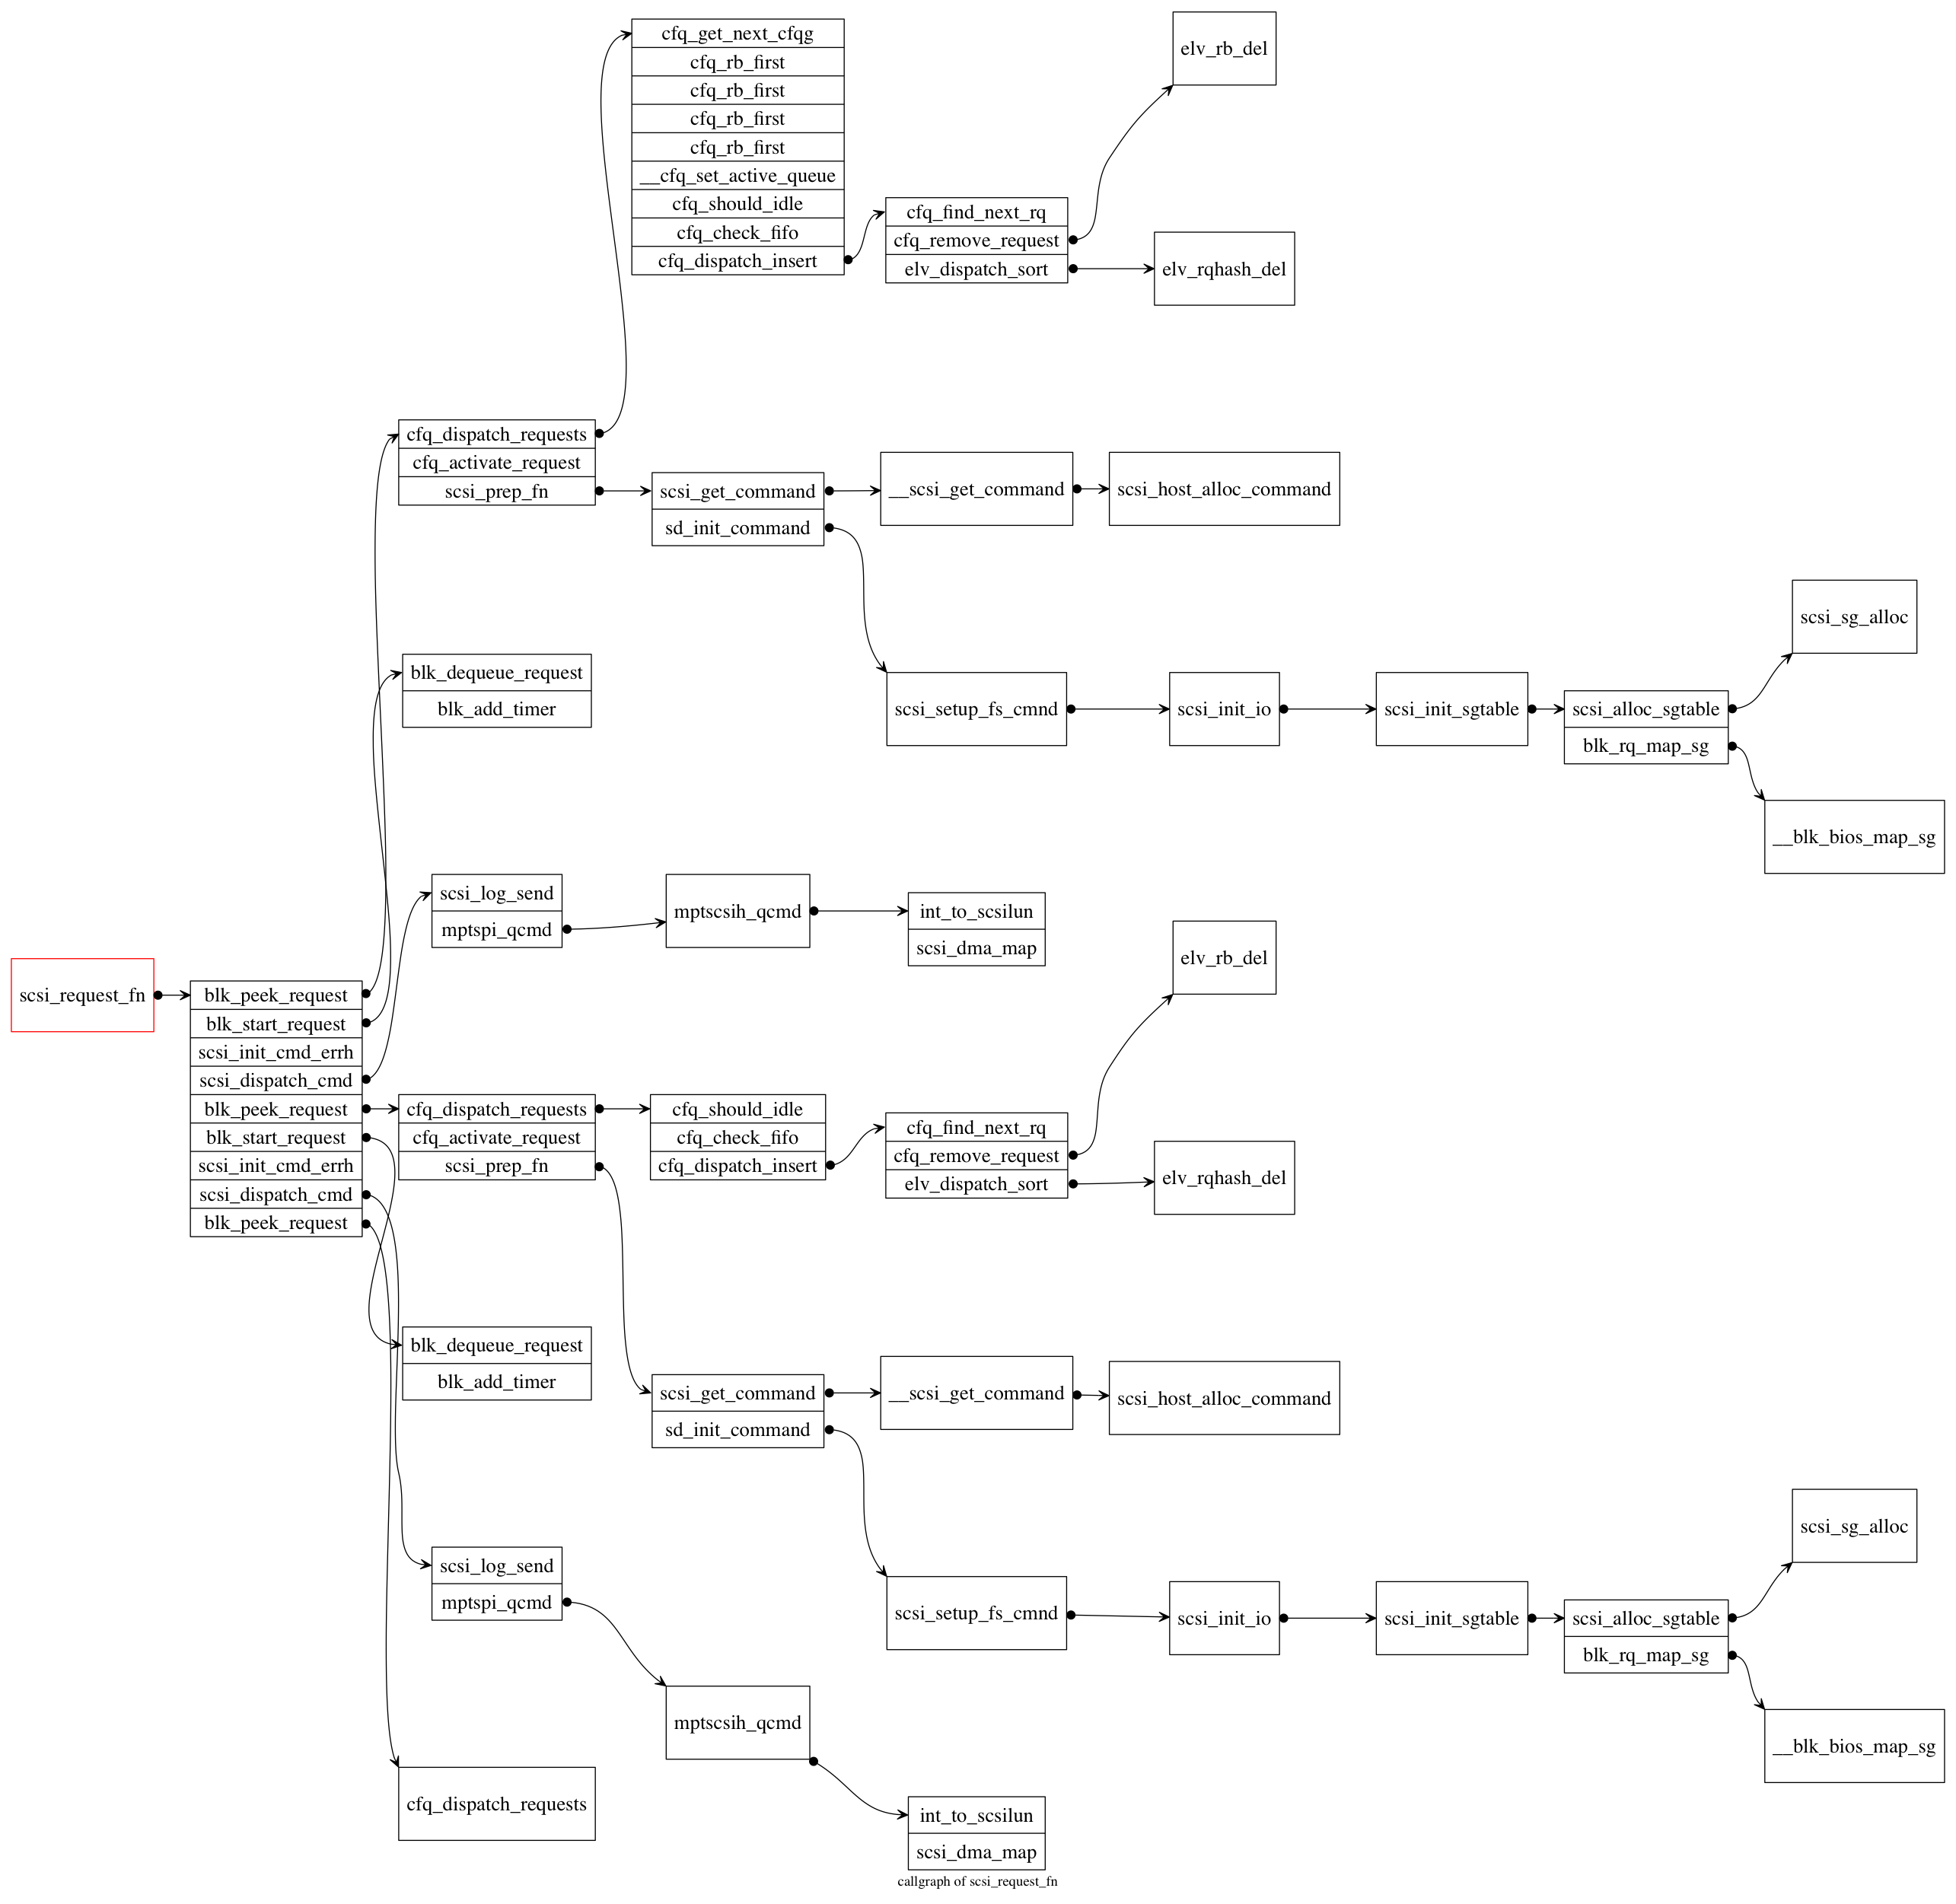 cfq_get_next_cfqg
cfq_rb_first
cfq_rb_first
cfq_rb_first
cfq_rb_first
__cfq_set_active_queue
cfq_should_idle
cfq_check_fifo
cfq_dispatch_insert
elv_rb_del
cfq_find_next_rq
cfq_remove_request
elv_dispatch_sort
elv_rqhash_del
cfq_dispatch_requests
cfq_activate_request
scsi_prep_fn
scsi_get_command
sd_init_command
__scsi_get_command
scsi_host_alloc_command
blk_dequeue_request
blk_add_timer
scsi_setup_fs_cmnd
scsi_init_io
scsi_init_sgtable
scsi_alloc_sgtable
blk_rq_map_sg
scsi_sg_alloc
__blk_bios_map_sg
scsi_log_send
mptspi_qcmd
mptscsih_qcmd
int_to_scsilun
scsi_dma_map
scsi_request_fn
blk_peek_request
blk_start_request
scsi_init_cmd_errh
scsi_dispatch_cmd
blk_peek_request
blk_start_request
scsi_init_cmd_errh
scsi_dispatch_cmd
blk_peek_request
cfq_dispatch_requests
cfq_activate_request
scsi_prep_fn
cfq_should_idle
cfq_check_fifo
cfq_dispatch_insert
cfq_find_next_rq
cfq_remove_request
elv_dispatch_sort
elv_rb_del
elv_rqhash_del
blk_dequeue_request
blk_add_timer
scsi_get_command
sd_init_command
__scsi_get_command
scsi_host_alloc_command
scsi_log_send
mptspi_qcmd
scsi_setup_fs_cmnd
scsi_init_io
scsi_init_sgtable
scsi_alloc_sgtable
blk_rq_map_sg
scsi_sg_alloc
__blk_bios_map_sg
mptscsih_qcmd
cfq_dispatch_requests
int_to_scsilun
scsi_dma_map
callgraph of scsi_request_fn